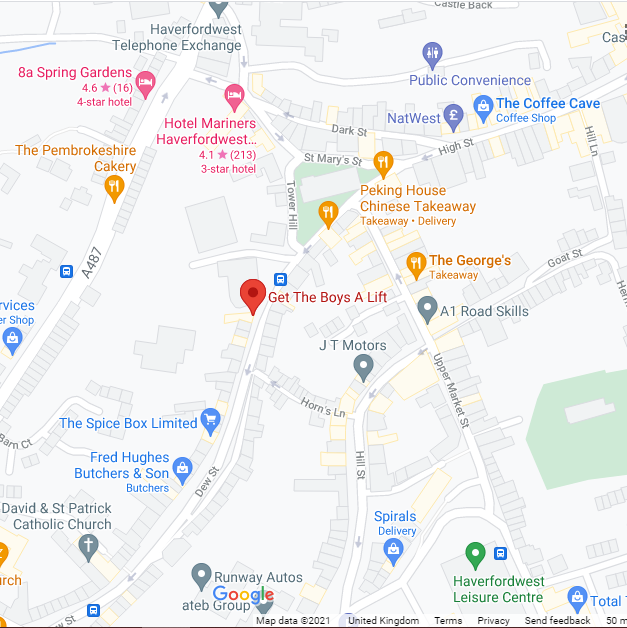 Castle Back
Haverfordwest
Telephone Exchange
Cas
8a Spring Gardens
4.6 ★ (16)
4-star hotel
Public Convenience
The Coffee Cave
Coffee Shop
NatWest
Hotel Mariners
Haverfordwest...
4.1 ★ (213)
3-star hotel
Dark St
High St
Hill Ln
St Mary's St
The Pembrokeshire
Cakery
Peking House
Chinese Takeaway
Takeaway • Delivery
Tower Hill
A487
The George's
Takeaway
Goat St
Get The Boys A Lift
A1 Road Skills
rvices
er Shop
J T Motors
Upper Market St
Horn's Ln
The Spice Box Limited
Barn Ct
Fred Hughes
Butchers & Son
Butchers
Dew St
Hill St
David & St Patrick
Catholic Church
Spirals
Delivery
urch
Runway Autos
ateb Group
Google
Haverfordwest
Leisure Centre
Total T
w St
Map data ©2021
United Kingdom
Terms
Privacy
Send feedback
50 m